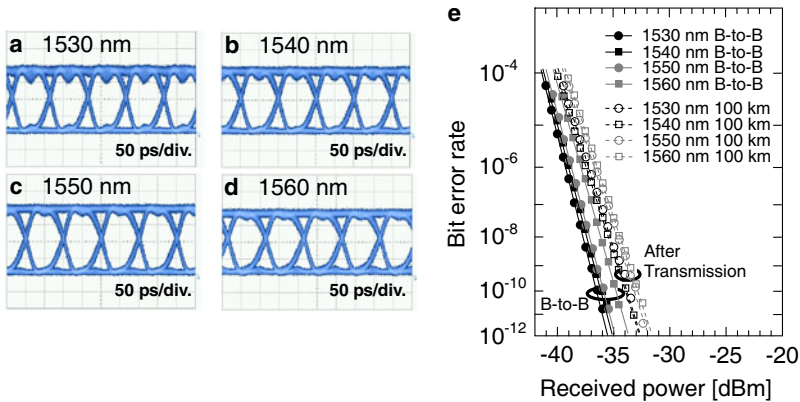 a 1530 nm
50 ps/div.
b 1540 nm
50 ps/div.
c 1550 nm
50 ps/div.
d 1560 nm
50 ps/div.
e
1530 nm B-to-B
1540 nm B-to-B
1550 nm B-to-B
1560 nm B-to-B
1530 nm 100 km
1540 nm 100 km
1550 nm 100 km
1560 nm 100 km
Bit error rate
10-4
10-6
10-8
10-10
10-12
After
Transmission
B-to-B
-40 -35 -30 -25 -20
Received power [dBm]